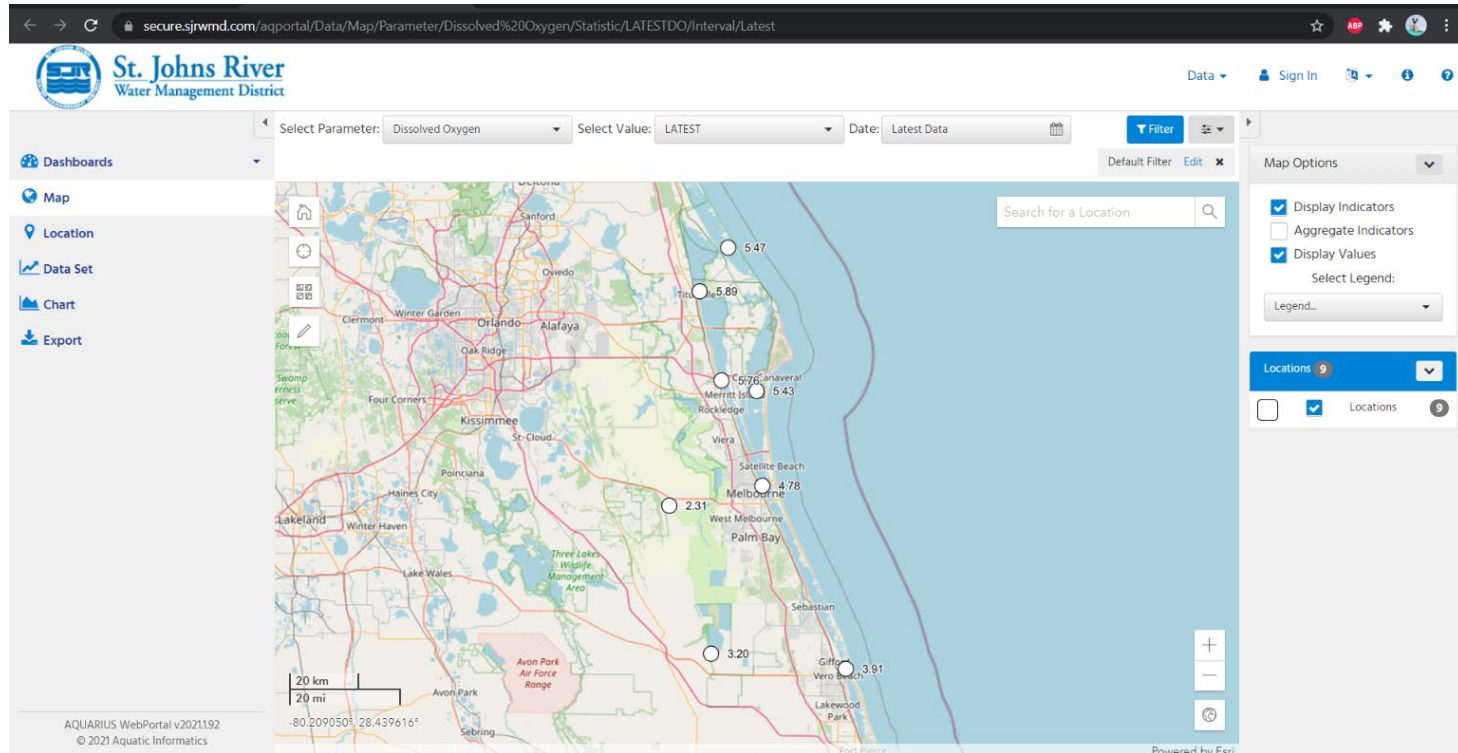 secure.sjrwmd.com/aqportal/Data/Map/Parameter/Dissolved%20Oxygen/Statistic/LATESTDO/Interval/Latest
ABP
SJR
St. Johns River
Water Management District
Data
Sign In
Select Parameter: Dissolved Oxygen
Select Value: LATEST
Date: Latest Data
Filter
Default Filter Edit
Dashboards
Map
Location
Data Set
Chart
Export
AQUARIUS WebPortal v2021.1.92
© 2021 Aquatic Informatics
Search for a Location
Sanford
5.47
Oviedo
5.89
Clermont
Winter Garden
Orlando
Alafaya
Oak Ridge
5.76
5.43
Merritt
Rockledge
Four Corners
Kissimmee
St. Cloud
Viera
Poinciana
Satellite Beach
4.78
Melbourne
Haines City
2.31
West Melbourne
Lakeland
Winter Haven
Palm Bay
Three Lakes
Wildlife
Management
Area
Lake Wales
Sebastian
3.20
Avon Park
Air Force
Range
3.91
Vero Beach
Avon Park
Lakewood
Park
Sebring
Fort Pierce
20 km
20 mi
-80.209050°, 28.439616°
Powered by Esri
Map Options
Display Indicators
Aggregate Indicators
Display Values
Select Legend:
Legend...
Locations 9
Locations 9